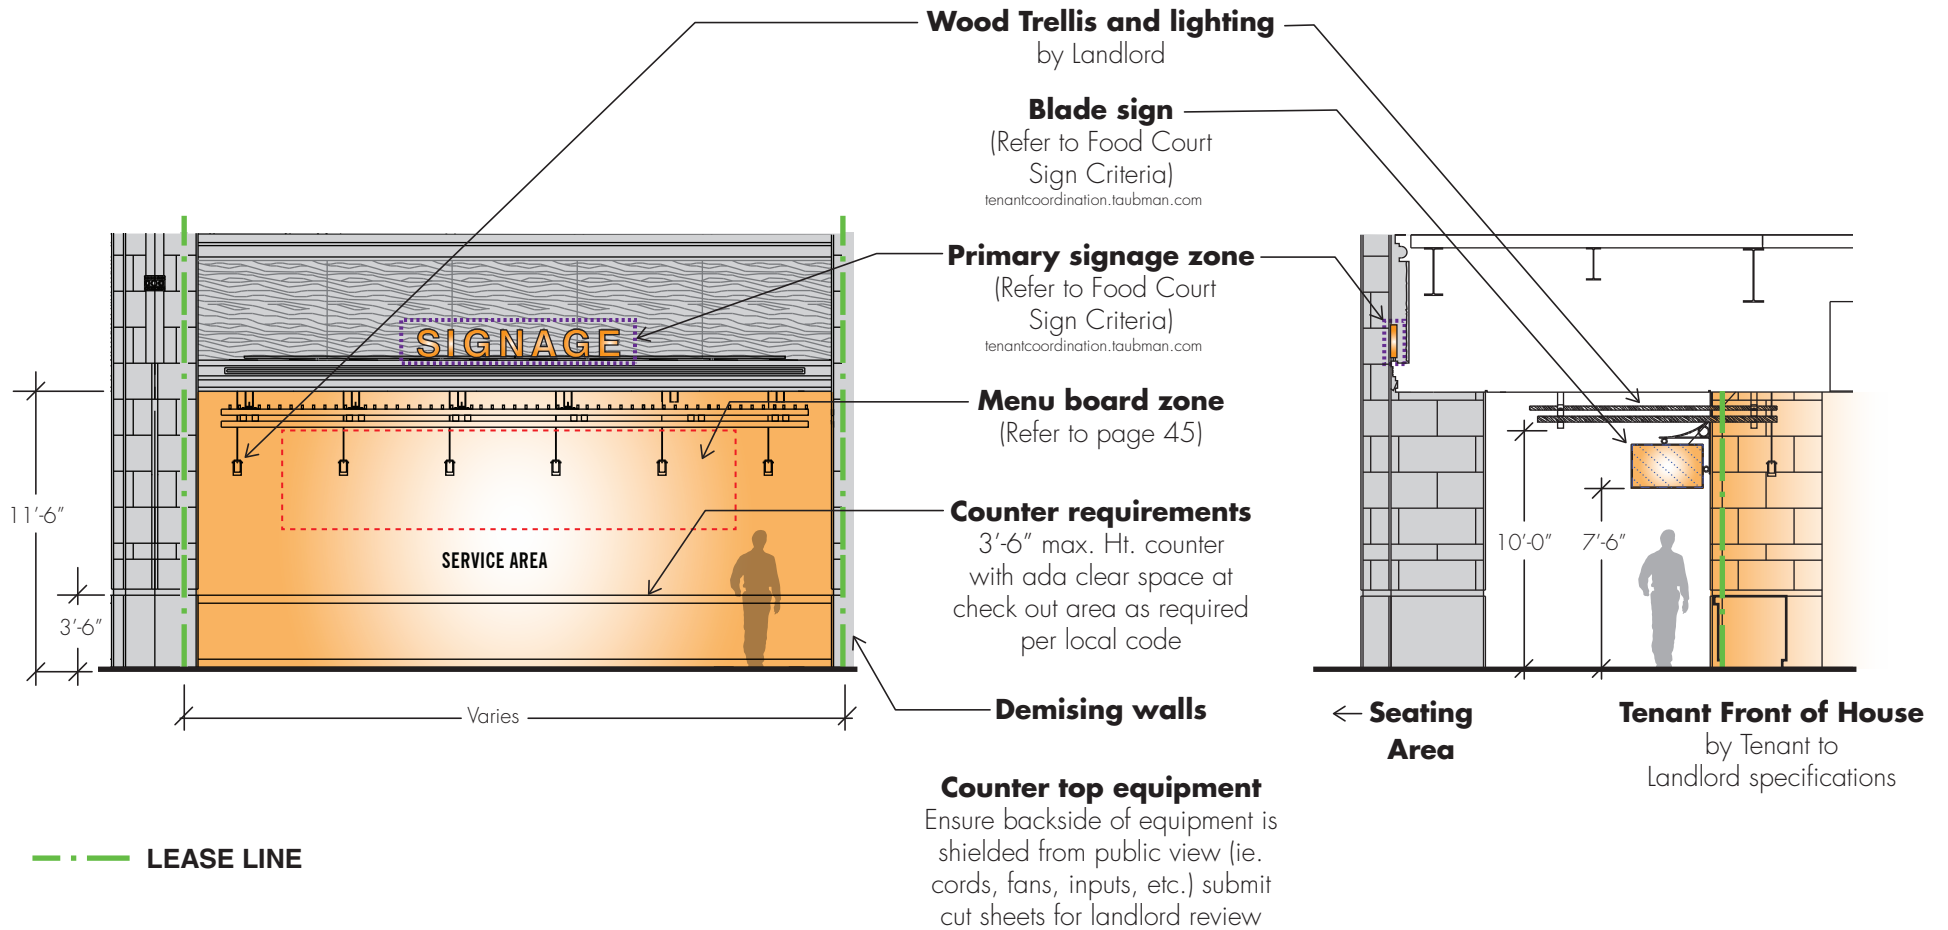 Wood Trellis and lighting
by Landlord
Blade sign
(Refer to Food Court
Sign Criteria)
tenantcoordination.taubman.com
Primary signage zone
(Refer to Food Court
Sign Criteria)
tenantcoordination.taubman.com
SIGNAGE
Menu board zone
(Refer to page 45)
Counter requirements
3’-6” max. Ht. counter
with ada clear space at
check out area as required
per local code
SERVICE AREA
11’-6”
3’-6”
10’-0”
7’-6”
Varies
Demising walls
Seating
Area
Tenant Front of House
by Tenant to
Landlord specifications
Counter top equipment
Ensure backside of equipment is
shielded from public view (ie.
cords, fans, inputs, etc.) submit
cut sheets for landlord review
LEASE LINE